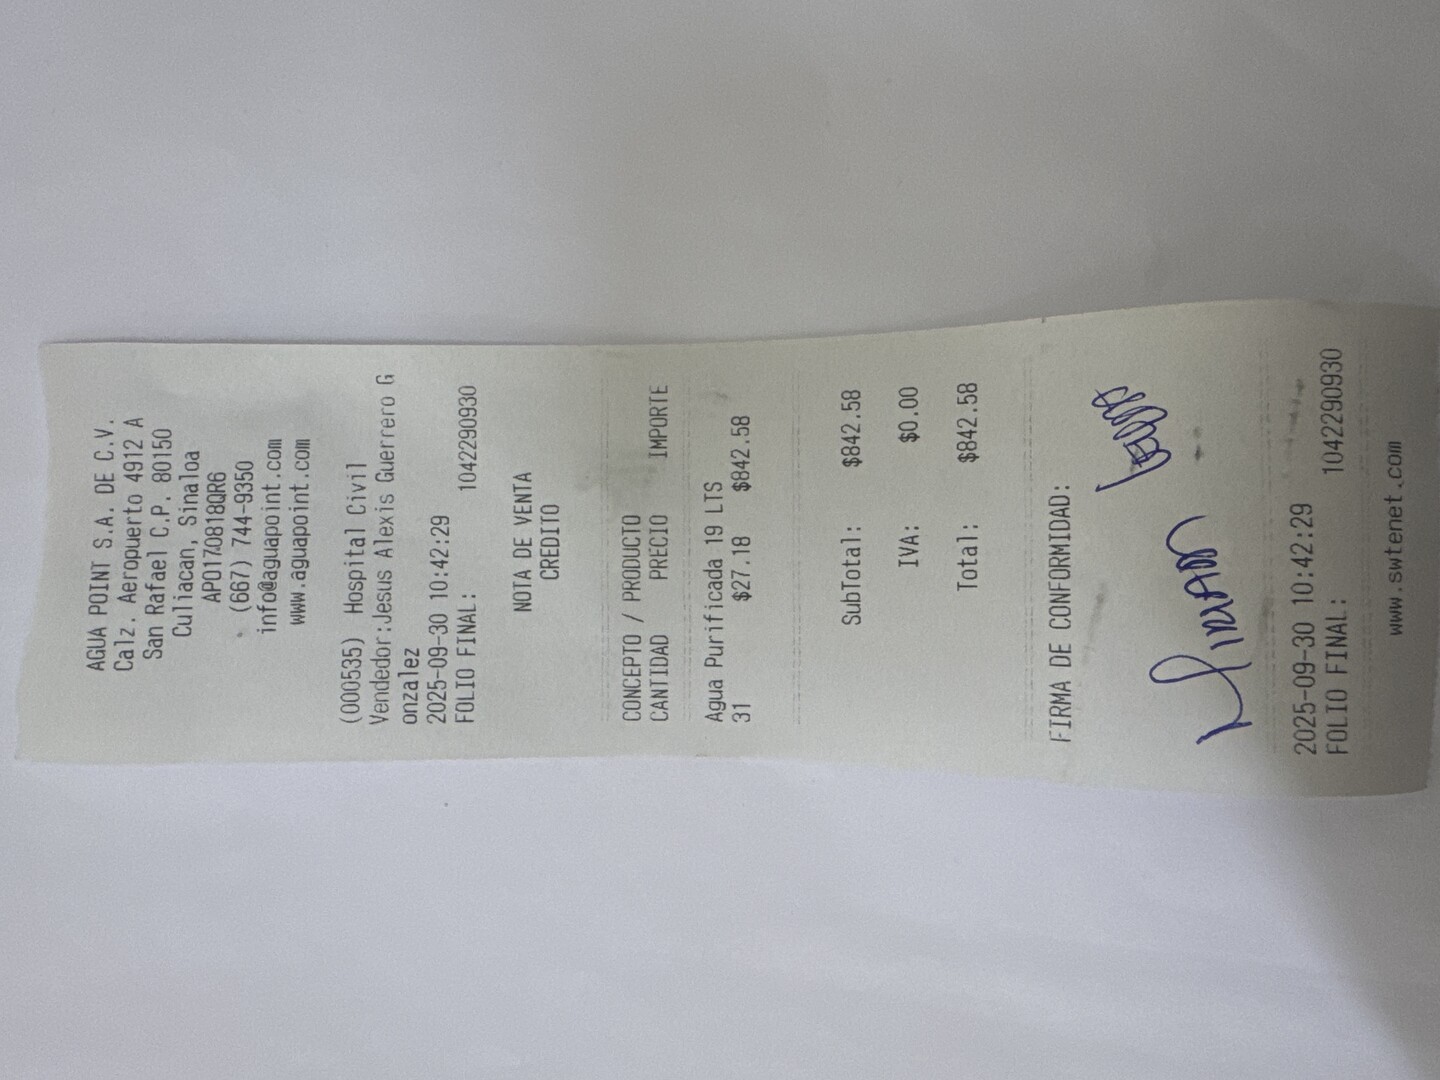 AGUA POINT S.A. DE C.V.
Calz. Aeropuerto 4912 A
San Rafael C.P. 80150
Culiacan, Sinaloa
APO170818QR6
(667) 744-9350
info@aguapoint.com
www.aguapoint.com
(000535) Hospital Civil
Vendedor:Jesus Alexis Guerrero G
onzalez
2025-09-30 10:42:29
FOLIO FINAL: 1042290930
NOTA DE VENTA
CREDITO
CONCEPTO / PRODUCTO
CANTIDAD PRECIO IMPORTE
Agua Purificada 19 LTS
31 $27.18 $842.58
SubTotal: $842.58
IVA: $0.00
Total: $842.58
FIRMA DE CONFORMIDAD:
2025-09-30 10:42:29
FOLIO FINAL: 1042290930
www.swtenet.com